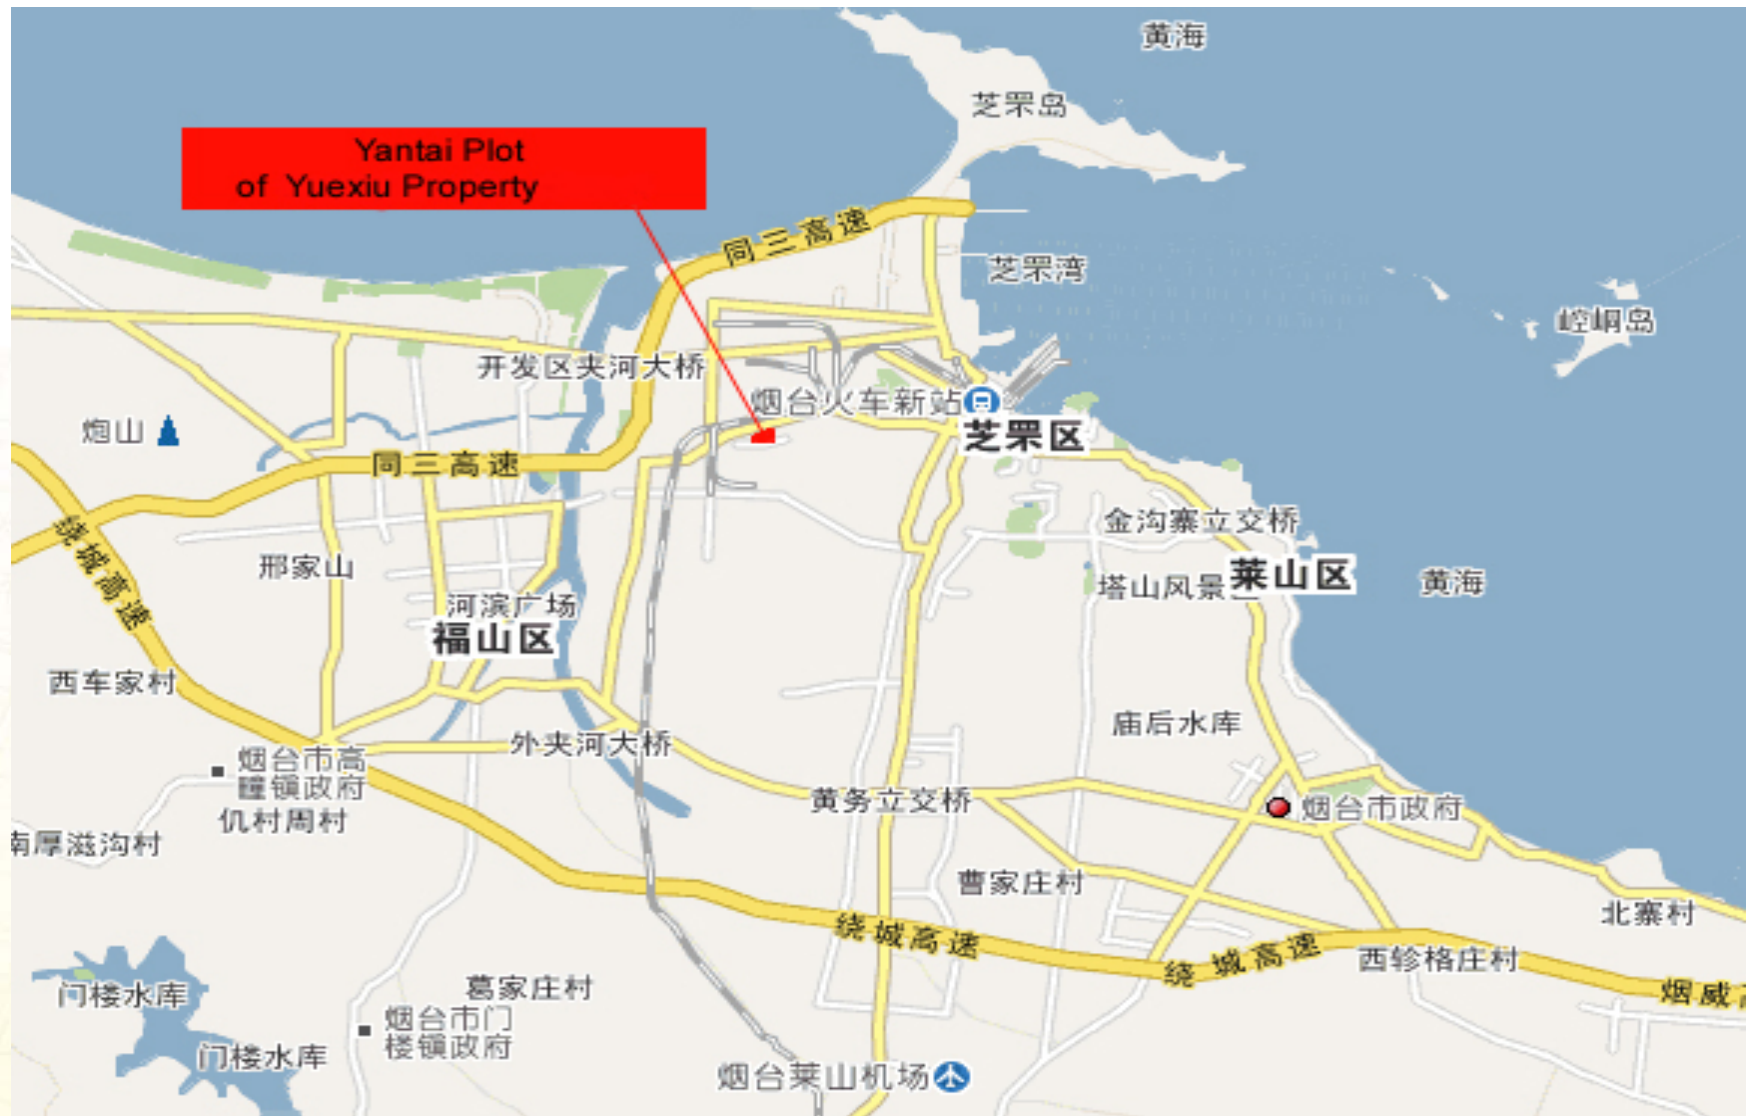 黄海
芝罘岛
Yantai Plot
of Yuexiu Property
同三高速
芝罘湾
崆峒岛
开发区夹河大桥
烟台火车新站
炮山
芝罘区
同三高速
金沟寨立交桥
绕城高速
邢家山
莱山区
黄海
塔山风景
河滨广场
福山区
西车家村
庙后水库
外夹河大桥
烟台市高
疃镇政府
黄务立交桥
烟台市政府
仉村周村
南厚滋沟村
曹家庄村
北寨村
绕城高速
绕城高速
西轸格庄村
葛家庄村
门楼水库
烟威
烟台市门
楼镇政府
门楼水库
烟台莱山机场